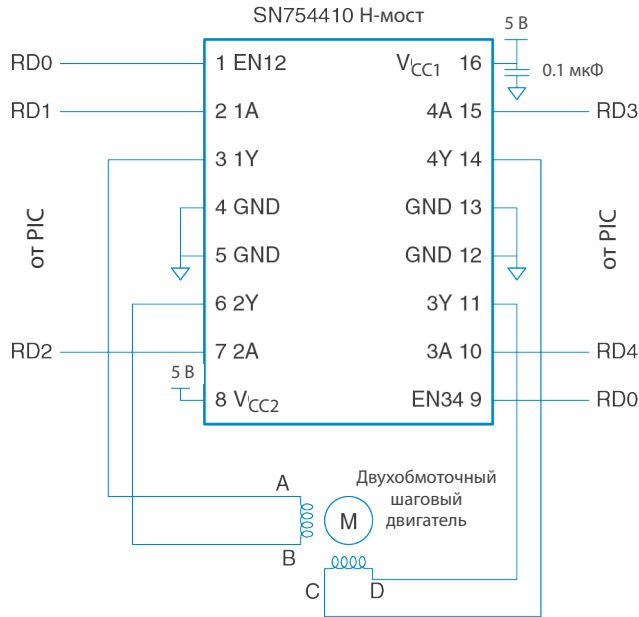 SN754410 Н-мост
5 В
RD0
1 EN12
VCC1 16
0.1 мкФ
RD1
2 1A
4A 15
RD3
3 1Y
4Y 14
от PIC
4 GND
GND 13
от PIC
5 GND
GND 12
6 2Y
3Y 11
RD2
7 2A
3A 10
RD4
5 В
8 VCC2
EN34 9
RD0
A
Двухобмоточный
шаговый
двигатель
M
B
C
D